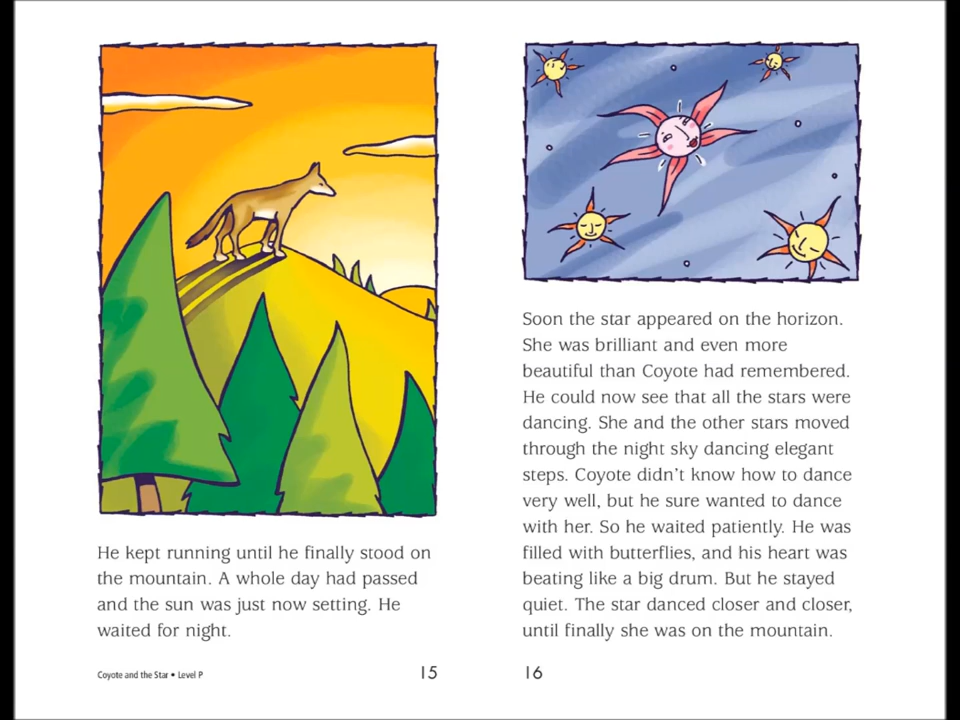 He kept running until he finally stood on
the mountain. A whole day had passed
and the sun was just now setting. He
waited for night.
Coyote and the Star • Level P
15
Soon the star appeared on the horizon.
She was brilliant and even more
beautiful than Coyote had remembered.
He could now see that all the stars were
dancing. She and the other stars moved
through the night sky dancing elegant
steps. Coyote didn't know how to dance
very well, but he sure wanted to dance
with her. So he waited patiently. He was
filled with butterflies, and his heart was
beating like a big drum. But he stayed
quiet. The star danced closer and closer,
until finally she was on the mountain.
16